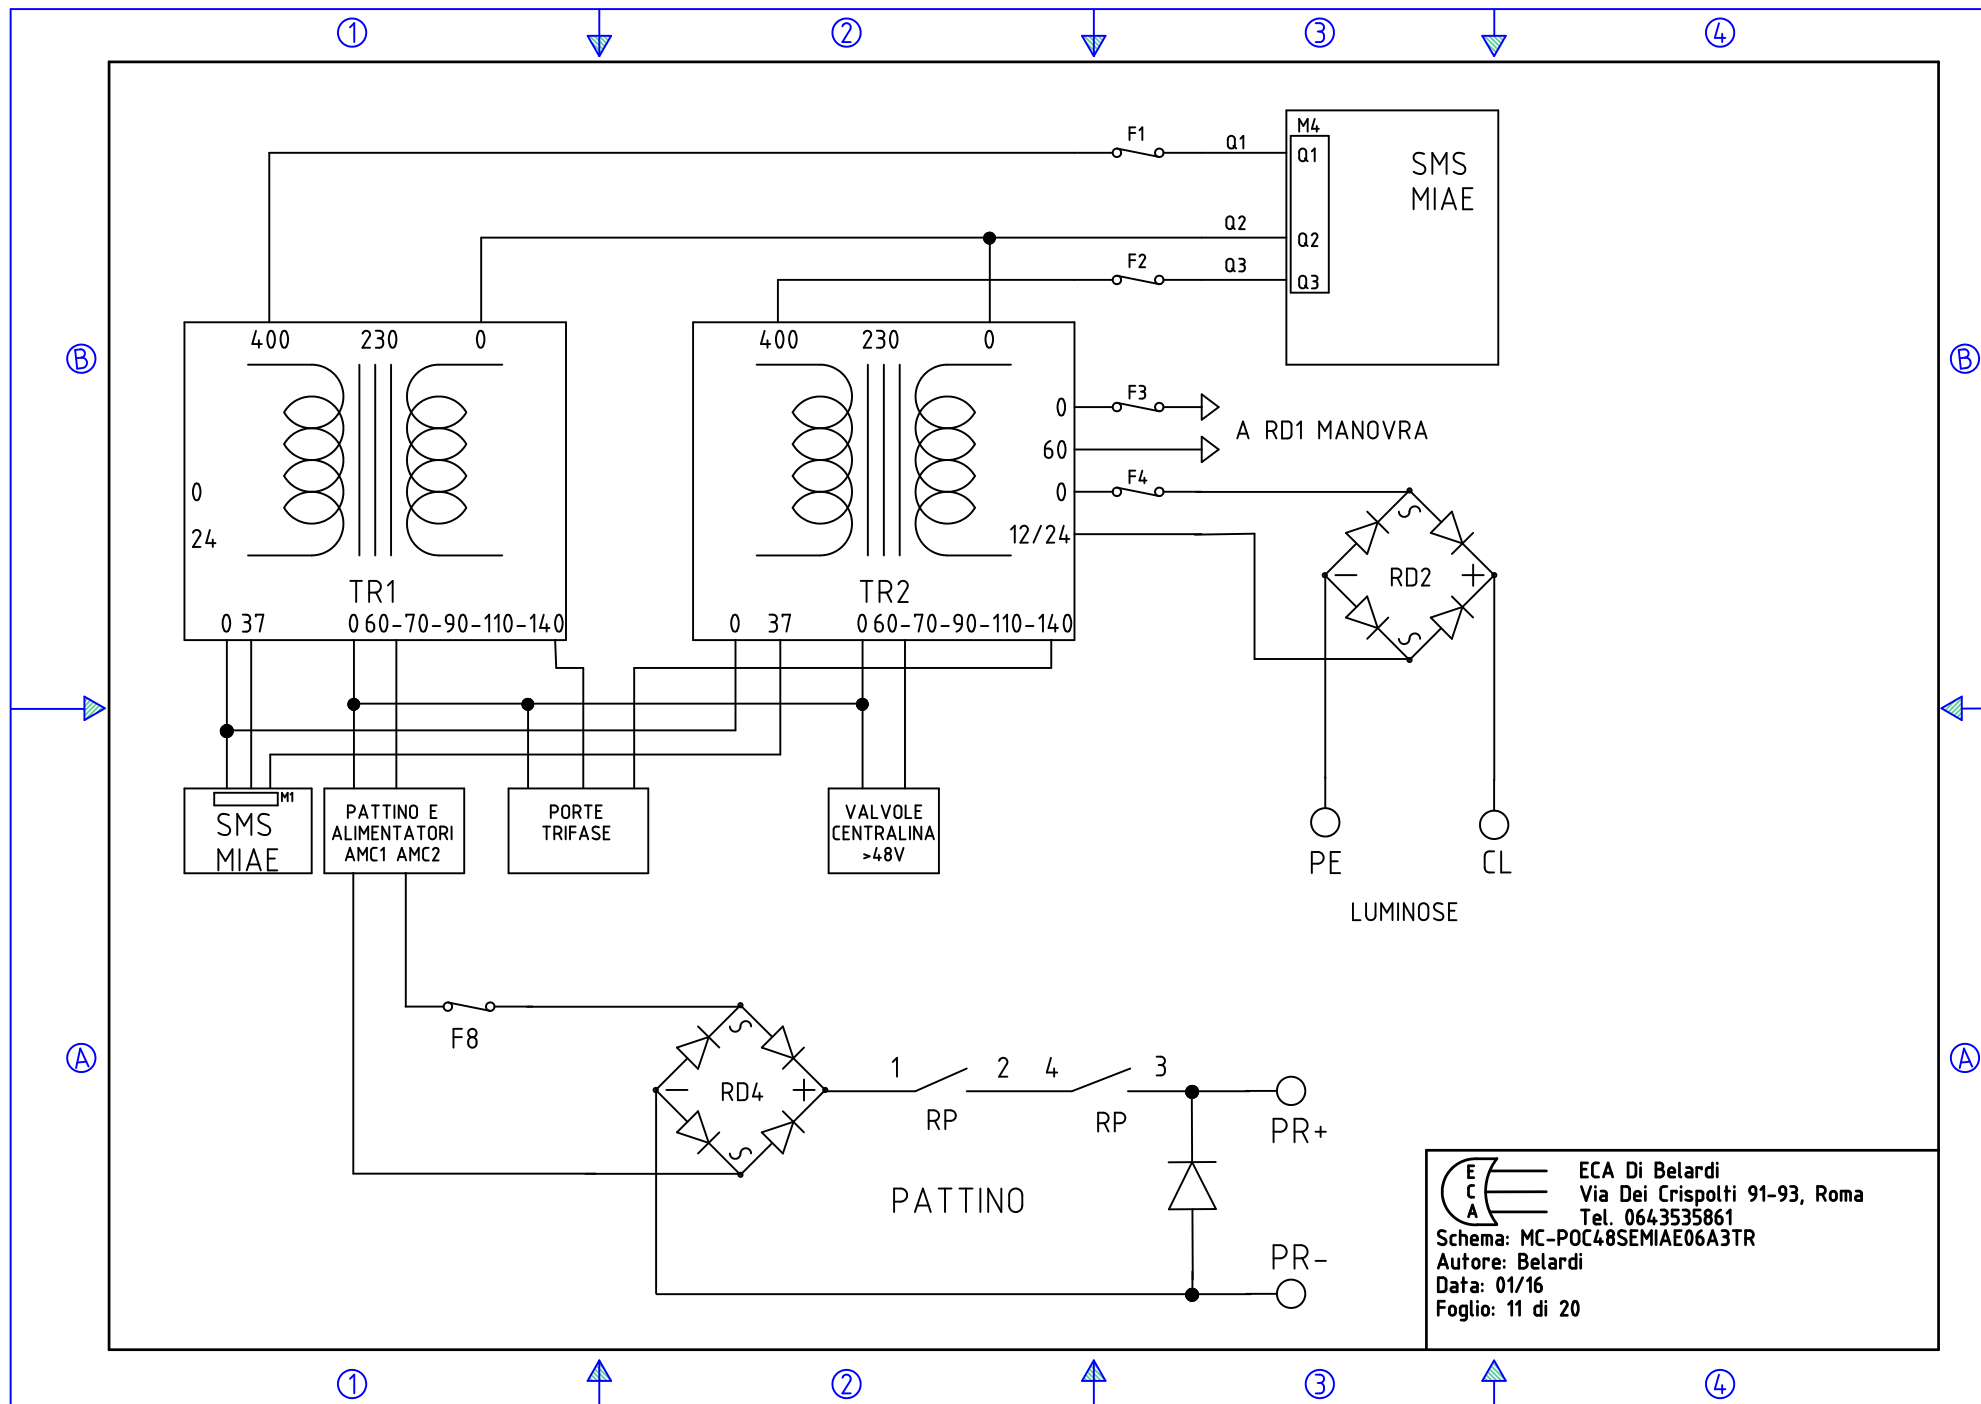 1 2 3 4
F1 Q1 M4
Q1 SMS
MIAE
Q2 Q2
F2 Q3 Q3
400 230 0
400 230 0
B B
0 F3
A RD1 MANOVRA
60
0 F4
0
24
12/24
RD2
TR1
TR2
0 37 0 60-70-90-110-140
0 37 0 60-70-90-110-140
M1
SMS
MIAE
PATTINO E
ALIMENTATORI
AMC1 AMC2
PORTE
TRIFASE
VALVOLE
CENTRALINA
>48V
PE CL
LUMINOSE
F8
A A
RD4
1 2 4 3
RP RP
PR+
PATTINO
PR-
E
C
A
ECA Di Belardi
Via Dei Crispolti 91-93, Roma
Tel. 0643535861
Schema: MC-POC48SEMIAE06A3TR
Autore: Belardi
Data: 01/16
Foglio: 11 di 20
1 2 3 4